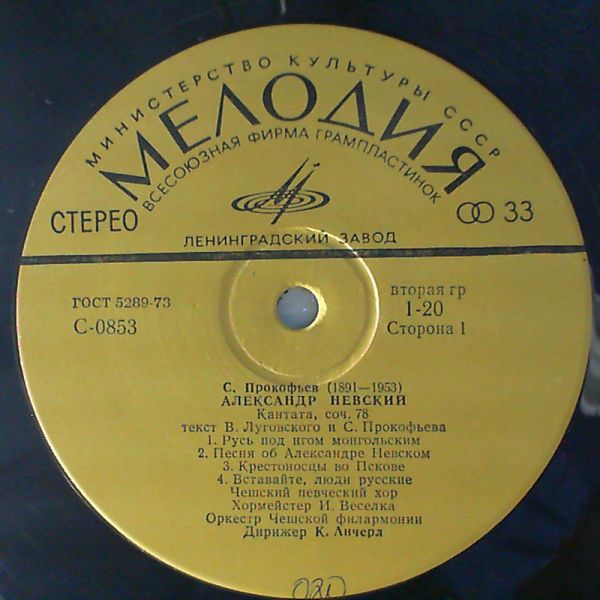 МИНИСТЕРСТВО КУЛЬТУРЫ СССР
МЕЛОДИЯ
ВСЕСОЮЗНАЯ ФИРМА ГРАМПЛАСТИНОК
СТЕРЕО
33
ЛЕНИНГРАДСКИЙ ЗАВОД
ГОСТ 5289-73
С-0853
вторая гр
1-20
Сторона 1
С. Прокофьев (1891—1953)
АЛЕКСАНДР НЕВСКИЙ
Кантата, соч. 78
текст В. Луговского и С. Прокофьева
1. Русь под игом монгольским
2. Песня об Александре Невском
3. Крестоносцы во Пскове
4. Вставайте, люди русские
Чешский певческий хор
Хормейстер И. Веселка
Оркестр Чешской филармонии
Дирижер К. Анчерл